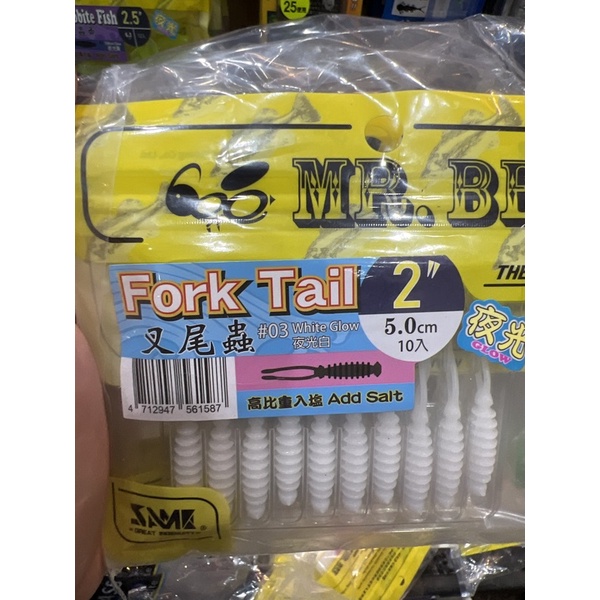 bite Fish 2.5"
夜光
25
MR. BE
THE
Fork Tail
2"
叉尾蟲
#03 White Glow
夜光白
5.0cm
10入
夜光
GLOW
4 712947 561587
高比重入塩 Add Salt
SAME
®